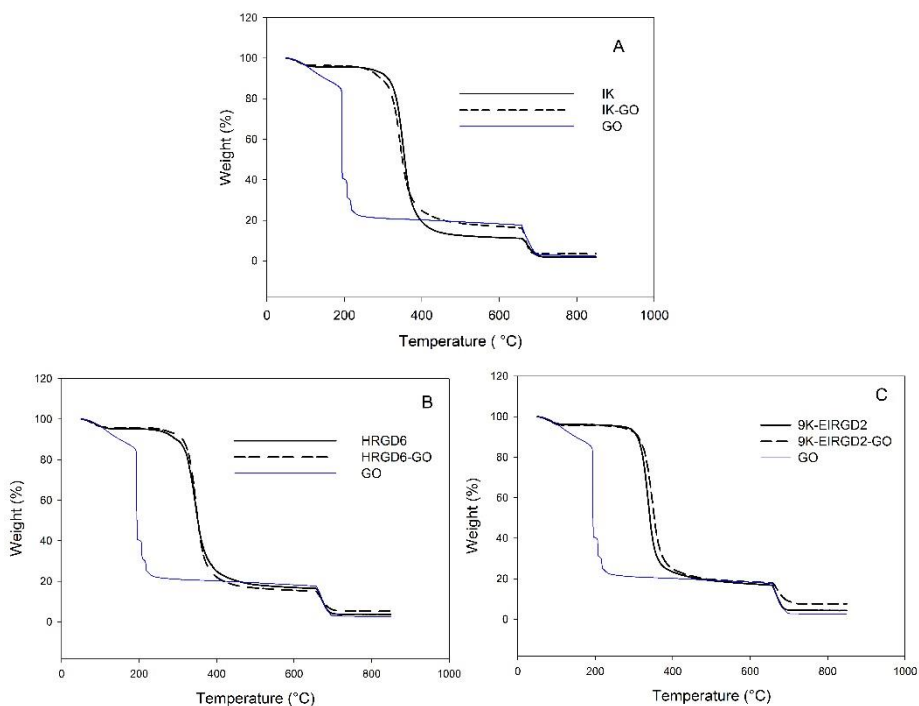 A
120
100
80
60
40
20
0
Weight (%)
IK
IK-GO
GO
0 200 400 600 800 1000
Temperature ( °C)
B
120
100
80
60
40
20
0
Weight (%)
HRGD6
HRGD6-GO
GO
0 200 400 600 800 1000
Temperature (°C)
C
120
100
80
60
40
20
0
Weight (%)
9K-EIRGD2
9K-EIRGD2-GO
GO
0 200 400 600 800 1000
Temperature (°C)